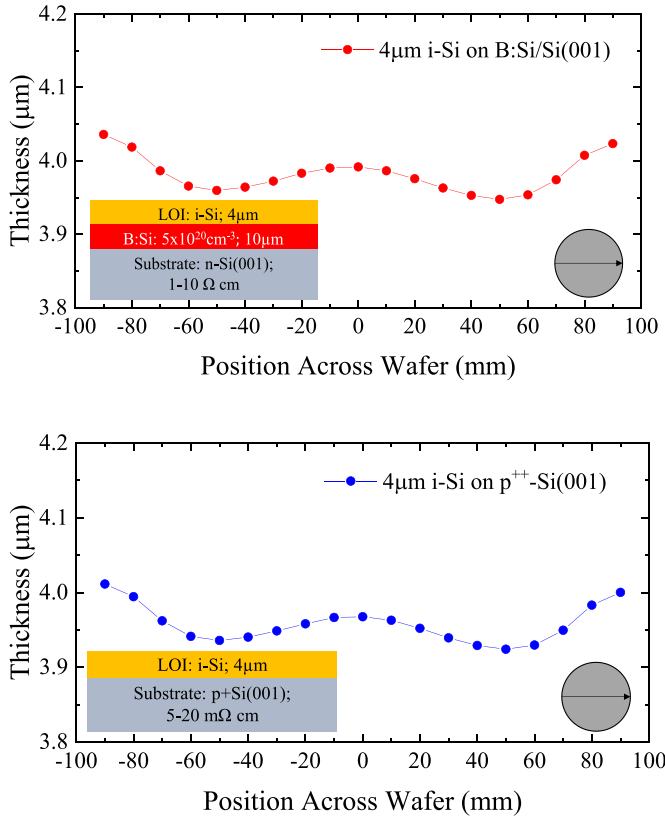 4.2
4µm i-Si on B:Si/Si(001)
4.1
Thickness (µm)
4.0
3.9
3.8
LOI: i-Si; 4µm
B:Si: 5x10²⁰cm⁻³; 10µm
Substrate: n-Si(001);
1-10 Ω cm
-100 -80 -60 -40 -20 0 20 40 60 80 100
Position Across Wafer (mm)
4.2
4µm i-Si on p⁺⁺-Si(001)
4.1
Thickness (µm)
4.0
3.9
3.8
LOI: i-Si; 4µm
Substrate: p+Si(001);
5-20 mΩ cm
-100 -80 -60 -40 -20 0 20 40 60 80 100
Position Across Wafer (mm)